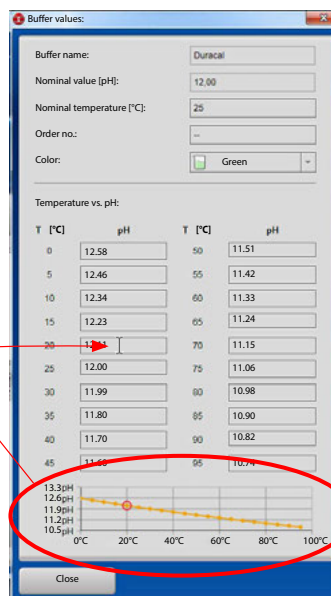 Buffer values:
Buffer name: Duracal
Nominal value [pH]: 12,00
Nominal temperature [°C]: 25
Order no.: --
Color: Green
Temperature vs. pH:
T [°C] pH T [°C] pH
0 12.58 50 11.51
5 12.46 55 11.42
10 12.34 60 11.33
15 12.23 65 11.24
20 70 11.15
25 12.00 75 11.06
30 11.99 80 10.98
35 11.80 85 10.90
40 11.70 90 10.82
45 95 10.74
13.3pH
12.6pH
11.9pH
11.2pH
10.5pH
0°C 20°C 40°C 60°C 80°C 100°C
Close